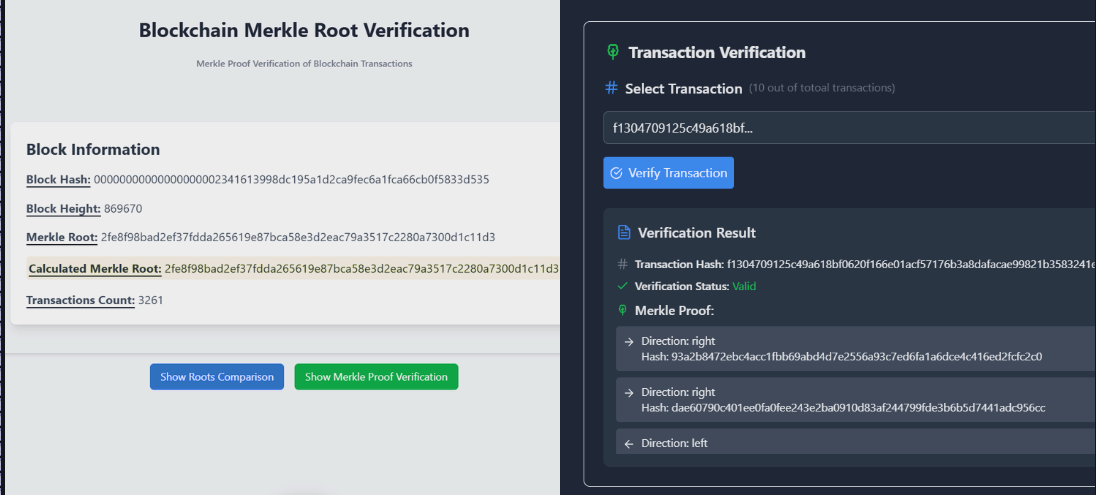 Blockchain Merkle Root Verification
Merkle Proof Verification of Blockchain Transactions
Block Information
Block Hash: 00000000000000000002341613998dc195a1d2ca9fec6a1fca66cb0f5833d535
Block Height: 869670
Merkle Root: 2fe8f98bad2ef37fdda265619e87bca58e3d2eac79a3517c2280a7300d1c11d3
Calculated Merkle Root: 2fe8f98bad2ef37fdda265619e87bca58e3d2eac79a3517c2280a7300d1c11d3
Transactions Count: 3261
Show Roots Comparison
Show Merkle Proof Verification
Transaction Verification
# Select Transaction (10 out of totoal transactions)
f1304709125c49a618bf...
Verify Transaction
Verification Result
# Transaction Hash: f1304709125c49a618bf0620f166e01acf57176b3a8dafacae99821b3583241e
Verification Status: Valid
Merkle Proof:
Direction: right
Hash: 93a2b8472ebc4acc1fbb69abd4d7e2556a93c7ed6fa1a6dce4c416ed2fcfc2c0
Direction: right
Hash: dae60790c401ee0fa0fee243e2ba0910d83af244799fde3b6b5d7441adc956cc
Direction: left